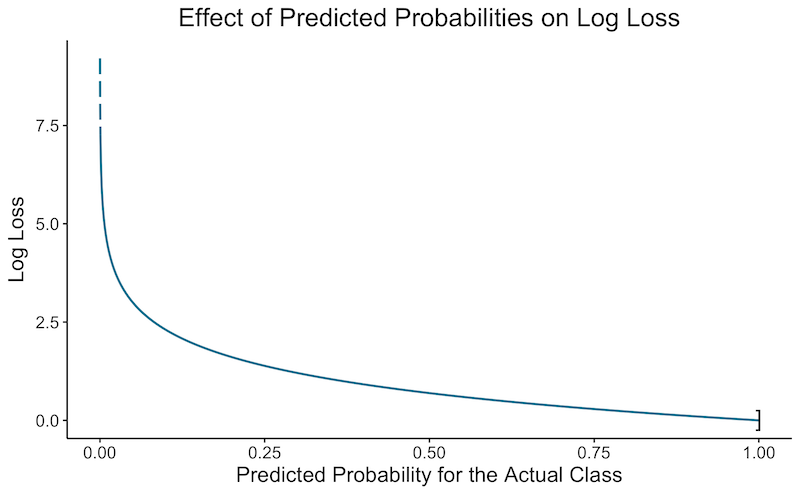 Effect of Predicted Probabilities on Log Loss
Log Loss
7.5
5.0
2.5
0.0
0.00 0.25 0.50 0.75 1.00
Predicted Probability for the Actual Class